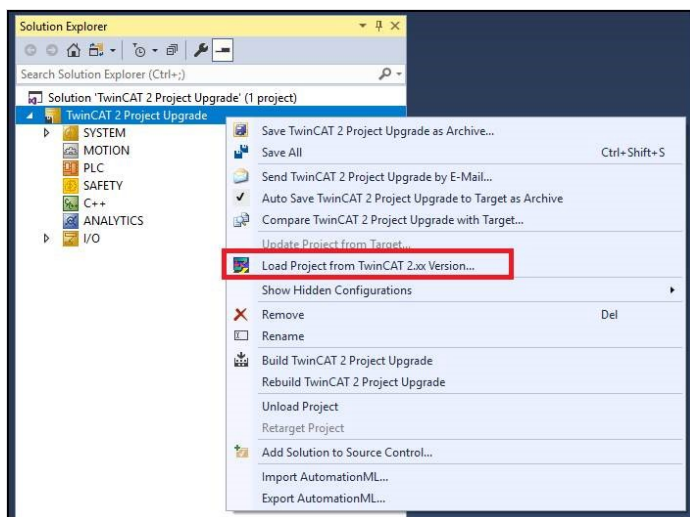 Solution Explorer
Search Solution Explorer (Ctrl+;)
Solution 'TwinCAT 2 Project Upgrade' (1 project)
TwinCAT 2 Project Upgrade
SYSTEM
MOTION
PLC
SAFETY
C++
ANALYTICS
I/O
Save TwinCAT 2 Project Upgrade as Archive...
Save All Ctrl+Shift+S
Send TwinCAT 2 Project Upgrade by E-Mail...
Auto Save TwinCAT 2 Project Upgrade to Target as Archive
Compare TwinCAT 2 Project Upgrade with Target...
Update Project from Target...
Load Project from TwinCAT 2.xx Version...
Show Hidden Configurations
Remove Del
Rename
Build TwinCAT 2 Project Upgrade
Rebuild TwinCAT 2 Project Upgrade
Unload Project
Retarget Project
Add Solution to Source Control...
Import AutomationML...
Export AutomationML...